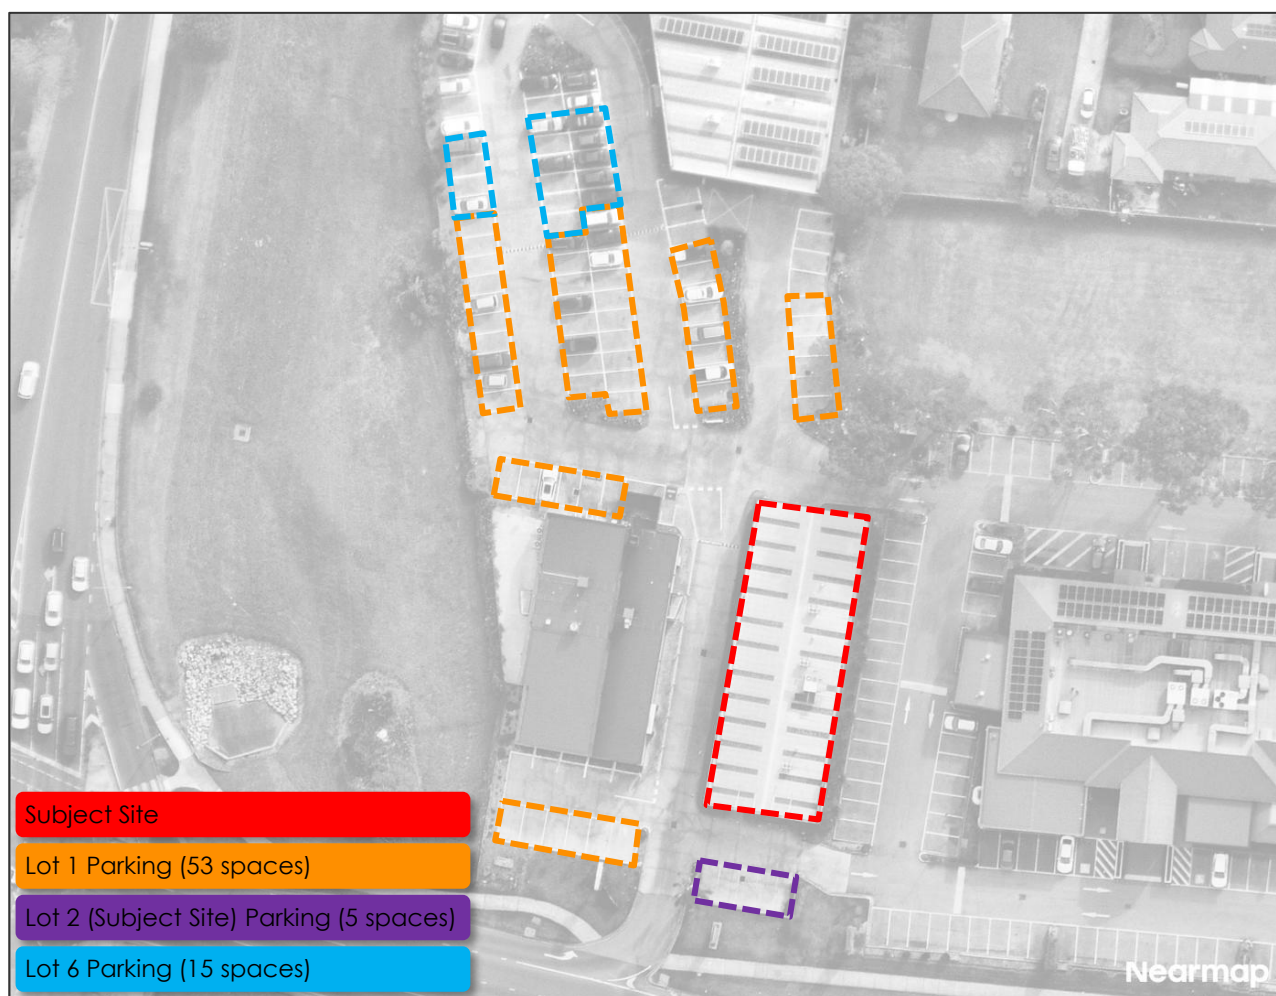 Subject Site
Lot 1 Parking (53 spaces)
Lot 2 (Subject Site) Parking (5 spaces)
Lot 6 Parking (15 spaces)
Nearmap